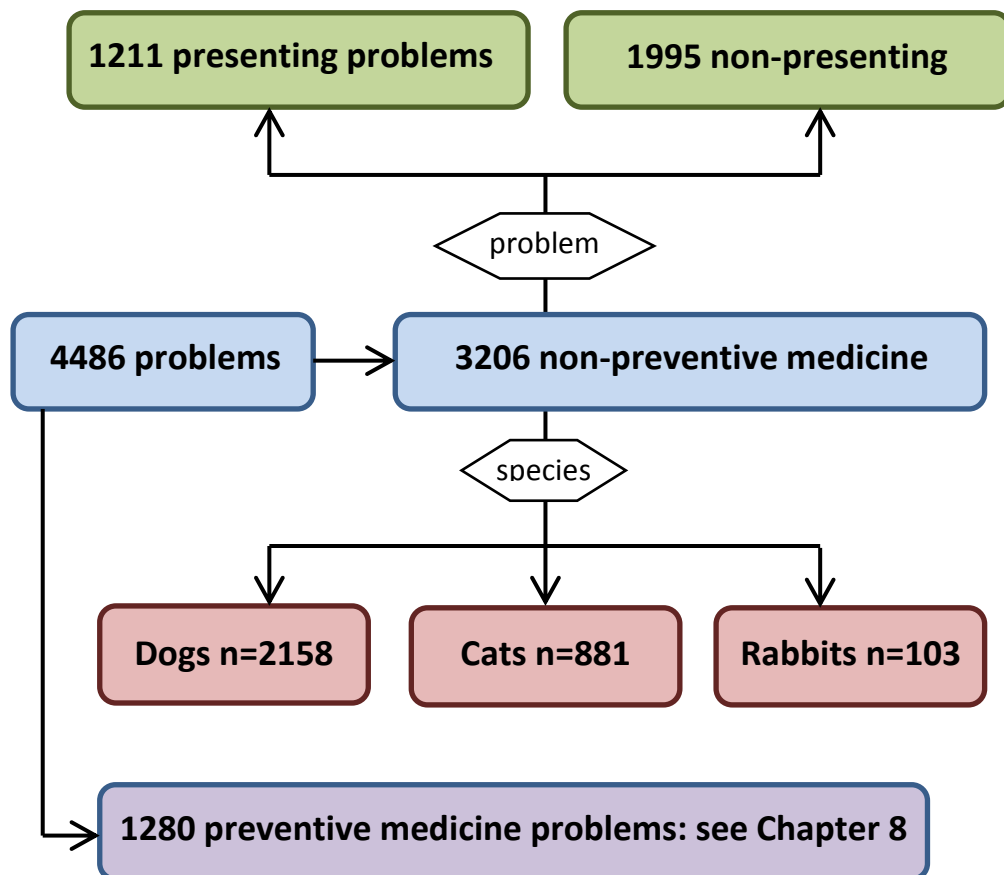 1211 presenting problems
1995 non-presenting
problem
4486 problems
3206 non-preventive medicine
species
Dogs n=2158
Cats n=881
Rabbits n=103
1280 preventive medicine problems: see Chapter 8